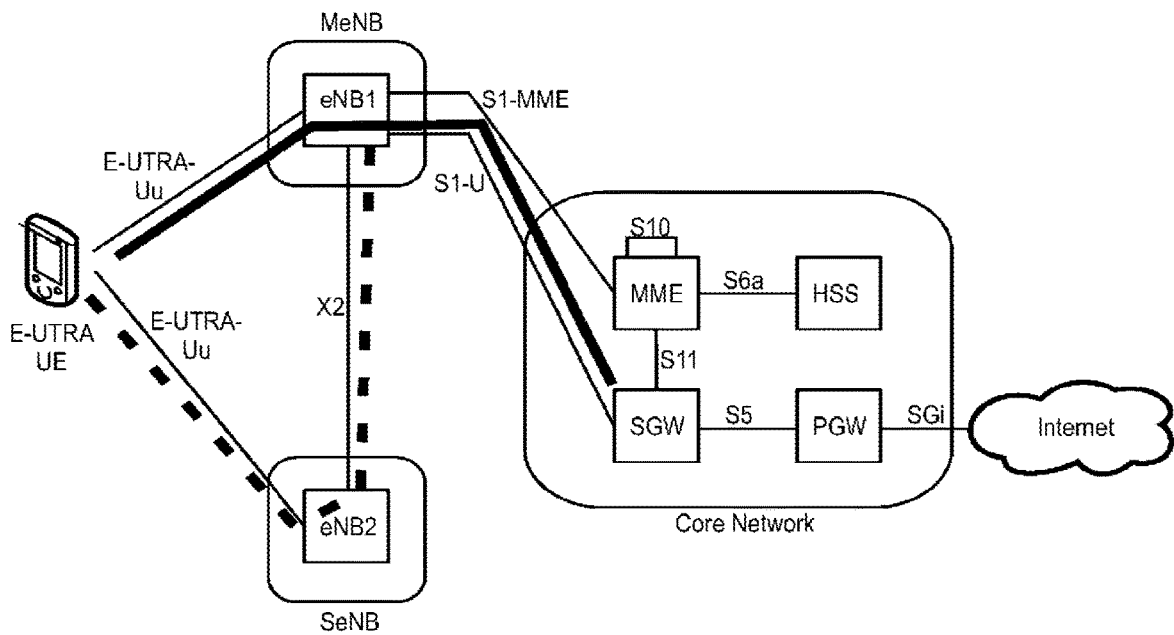 MeNB
eNB1
S1-MME
E-UTRA-
Uu
S1-U
S10
MME
S6a
HSS
X2
E-UTRA-
Uu
E-UTRA
UE
S11
SGW
S5
PGW
SGi
Internet
eNB2
Core Network
SeNB